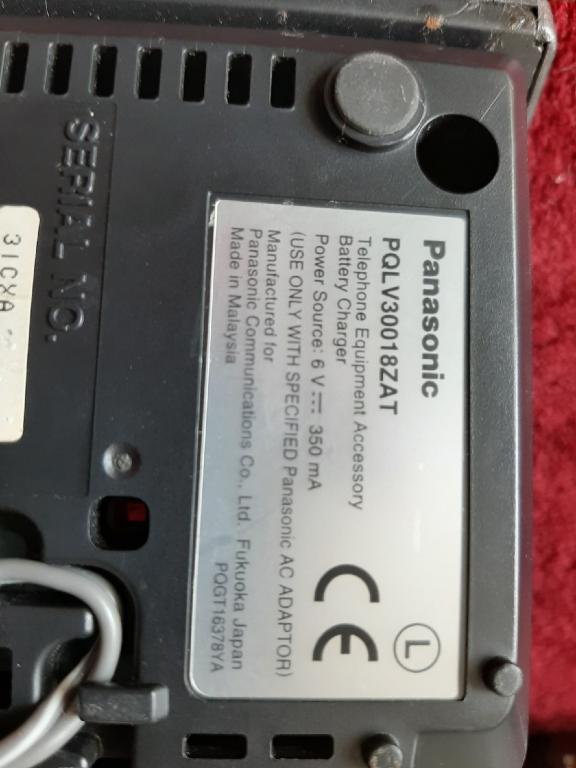 Panasonic
PQLV30018ZAT
Telephone Equipment Accessory
Battery Charger
Power Source: 6 V ⎓ 350 mA
(USE ONLY WITH SPECIFIED Panasonic AC ADAPTOR)
Manufactured for
Panasonic Communications Co., Ltd. Fukuoka Japan
Made in Malaysia
PQGT16378YA
CE
L
SERIAL NO.
3ICXA